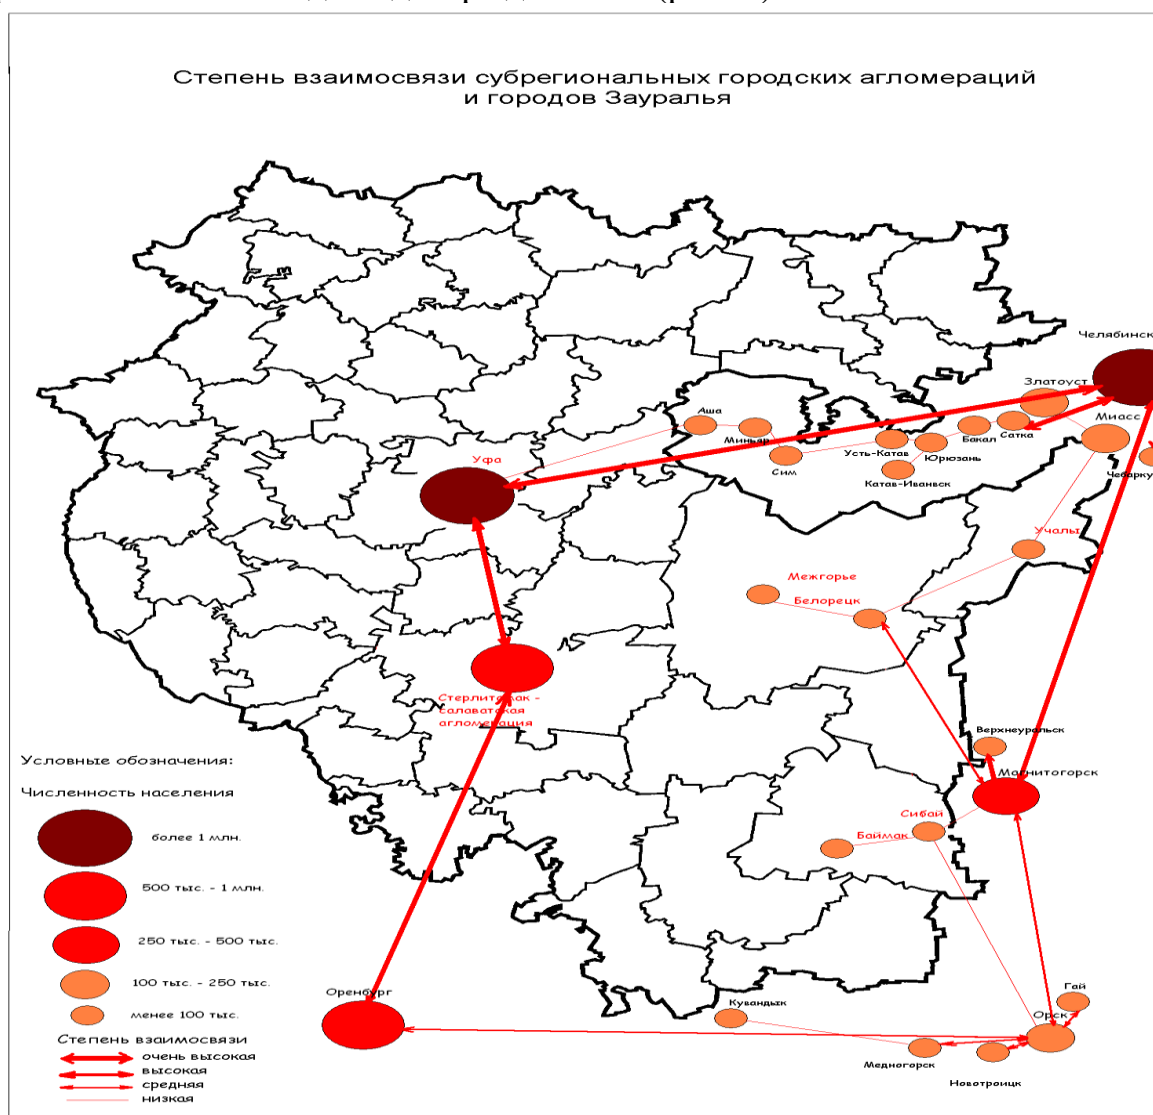 Степень взаимосвязи субрегиональных городских агломераций
и городов Зауралья
Челябинск
Златоуст
Аша
Миасс
Миньяр
Бакал
Сатка
Усть-Катав
Юрюзань
Сим
Катав-Ивановск
Чебарку
Уфа
Учалы
Межгорье
Белорецк
Стерлитамак -
салаватская
агломерация
Верхнеуральск
Магнитогорск
Сибай
Баймак
Условные обозначения:
Численность населения
более 1 млн.
500 тыс. - 1 млн.
250 тыс. - 500 тыс.
100 тыс. - 250 тыс.
менее 100 тыс.
Оренбург
Кувандык
Гай
Орск
Медногорск
Новотроицк
Степень взаимосвязи
очень высокая
высокая
средняя
низкая